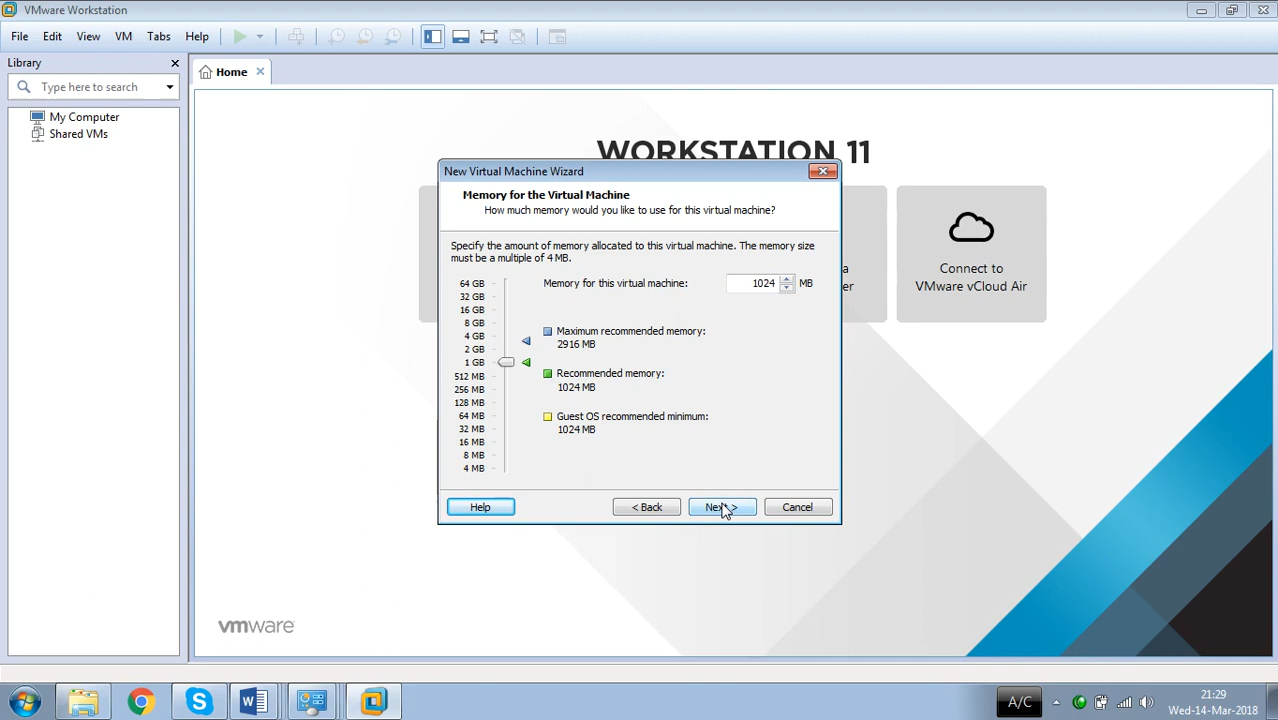 VMware Workstation
File Edit View VM Tabs Help
Library
Type here to search
My Computer
Shared VMs
Home
WORKSTATION 11
New Virtual Machine Wizard
Memory for the Virtual Machine
How much memory would you like to use for this virtual machine?
Specify the amount of memory allocated to this virtual machine. The memory size
must be a multiple of 4 MB.
Memory for this virtual machine: 1024 MB
64 GB
32 GB
16 GB
8 GB
4 GB
2 GB
1 GB
512 MB
256 MB
128 MB
64 MB
32 MB
16 MB
8 MB
4 MB
Maximum recommended memory:
2916 MB
Recommended memory:
1024 MB
Guest OS recommended minimum:
1024 MB
Help < Back Next > Cancel
a
er
Connect to
VMware vCloud Air
vmware
A/C
21:29
Wed-14-Mar-2018